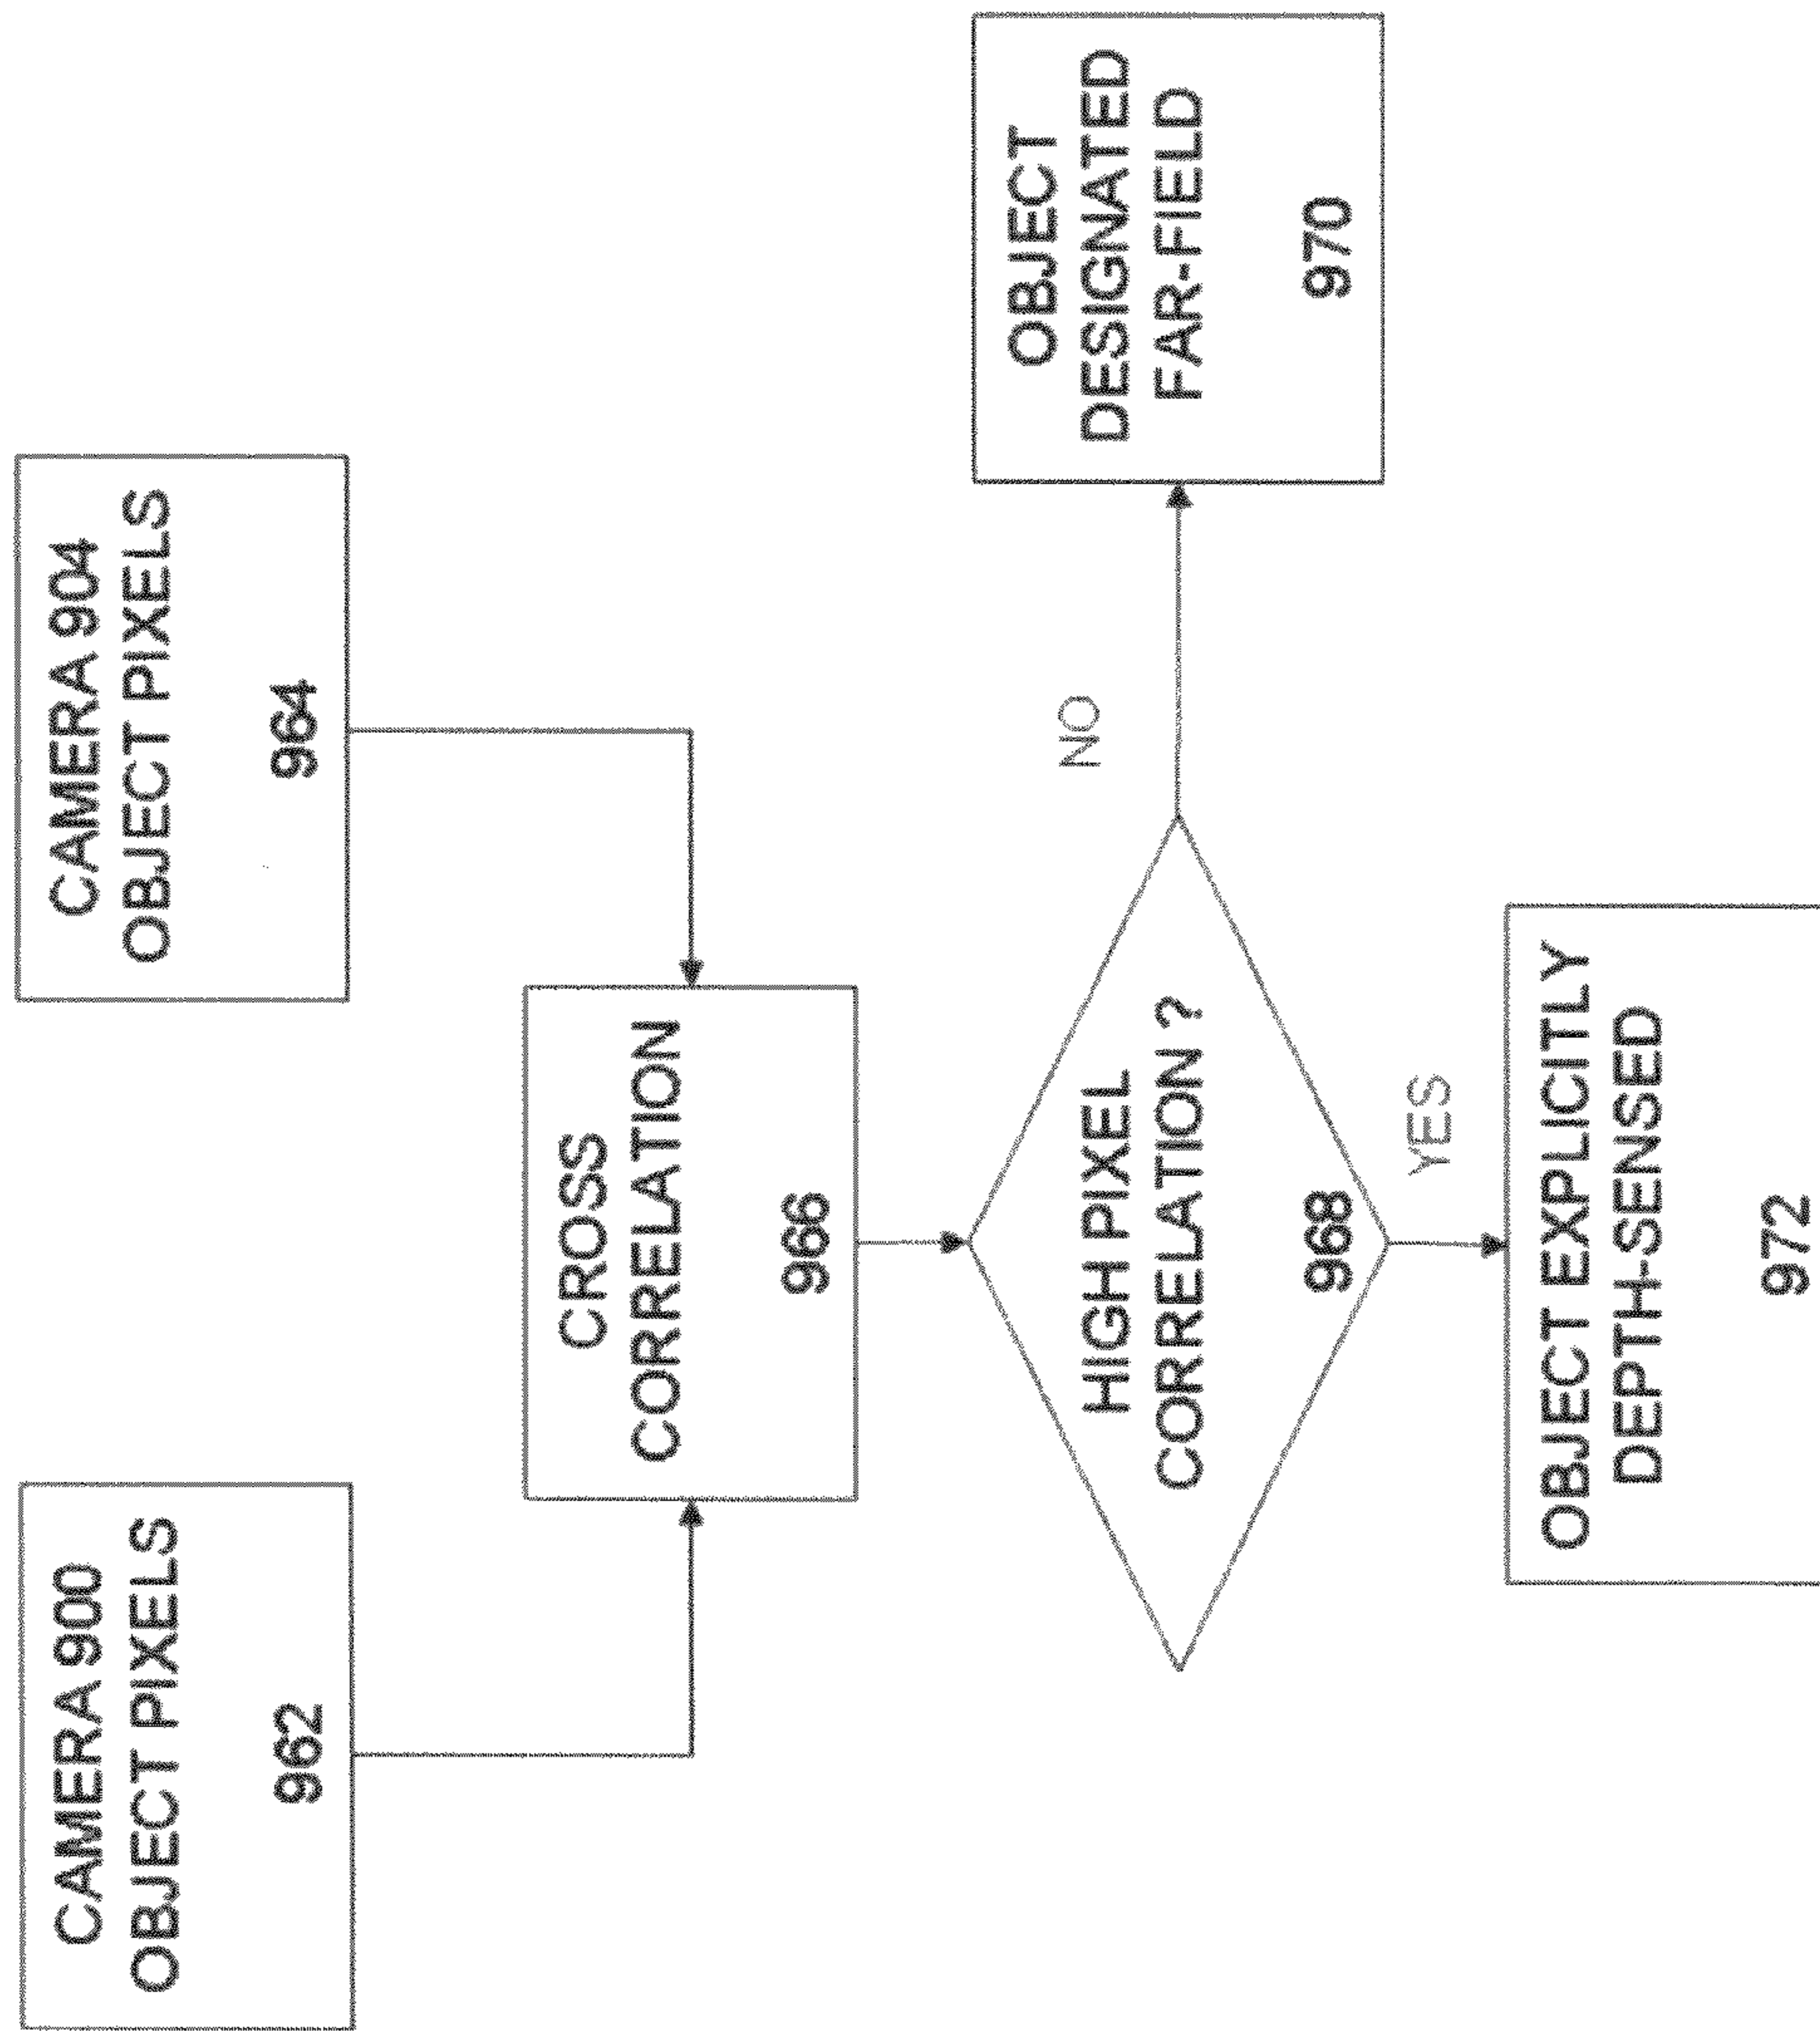 CAMERA 900
OBJECT PIXELS
962
CAMERA 904
OBJECT PIXELS
964
CROSS
CORRELATION
966
HIGH PIXEL
CORRELATION ?
968
NO
OBJECT
DESIGNATED
FAR-FIELD
970
YES
OBJECT EXPLICITLY
DEPTH-SENSED
972